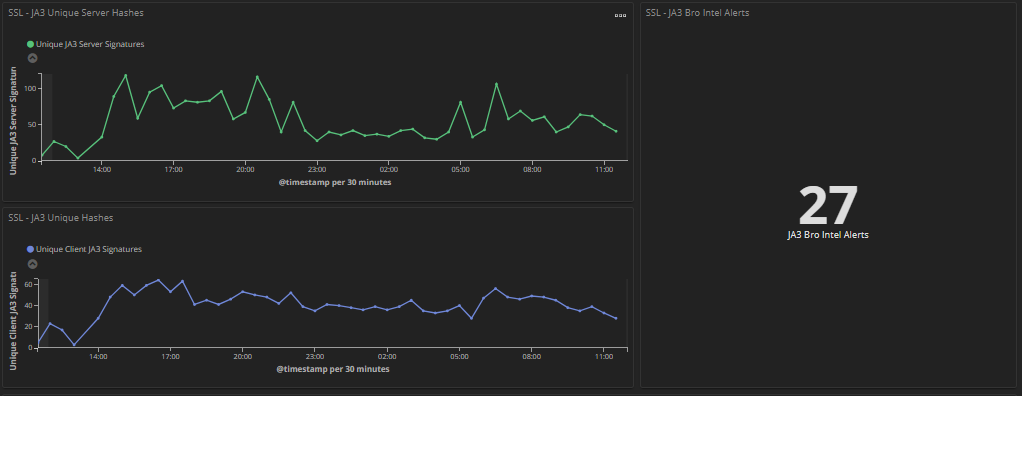 SSL - JA3 Unique Server Hashes
Unique JA3 Server Signatures
Unique JA3 Server Signatun
100
50
0
14:00
17:00
20:00
23:00
02:00
05:00
08:00
11:00
@timestamp per 30 minutes
SSL - JA3 Unique Hashes
Unique Client JA3 Signatures
Unique Client JA3 Signatı
60
40
20
0
14:00
17:00
20:00
23:00
02:00
05:00
08:00
11:00
@timestamp per 30 minutes
SSL - JA3 Bro Intel Alerts
27
JA3 Bro Intel Alerts